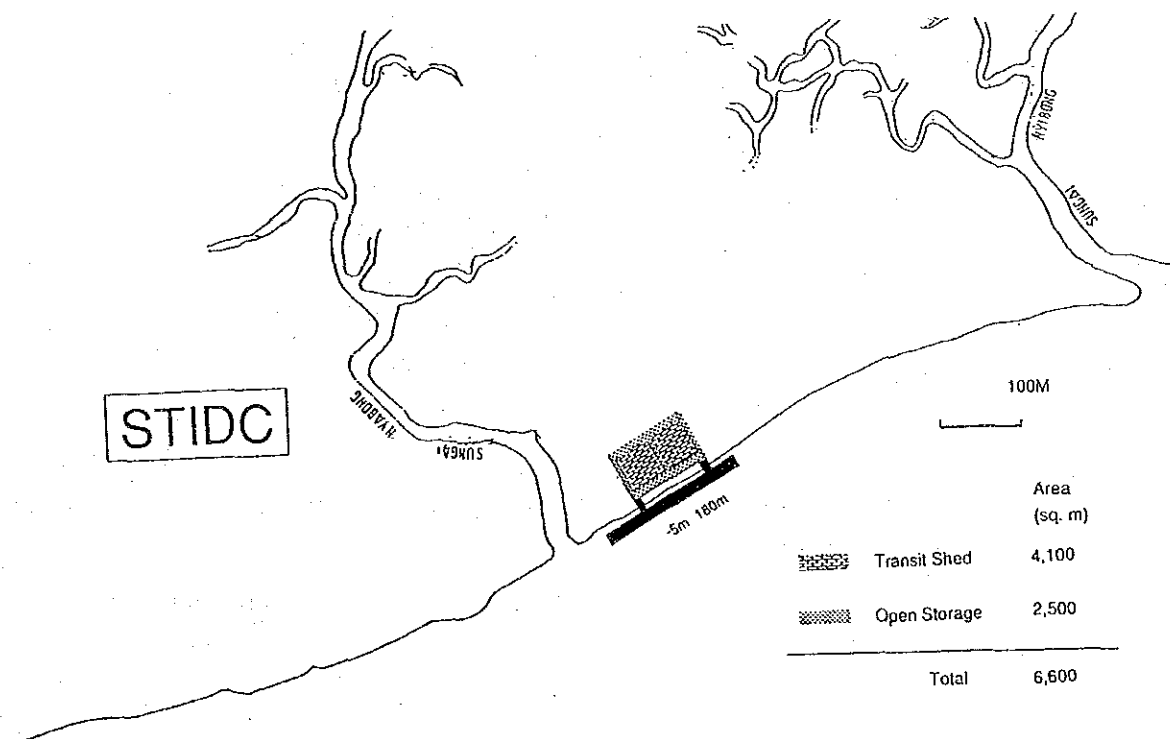 NYIBONG
SUNGAI
STIDC
NYABONG
SUNGAI
-5m 180m
100M
Area
(sq. m)
Transit Shed 4,100
Open Storage 2,500
Total 6,600